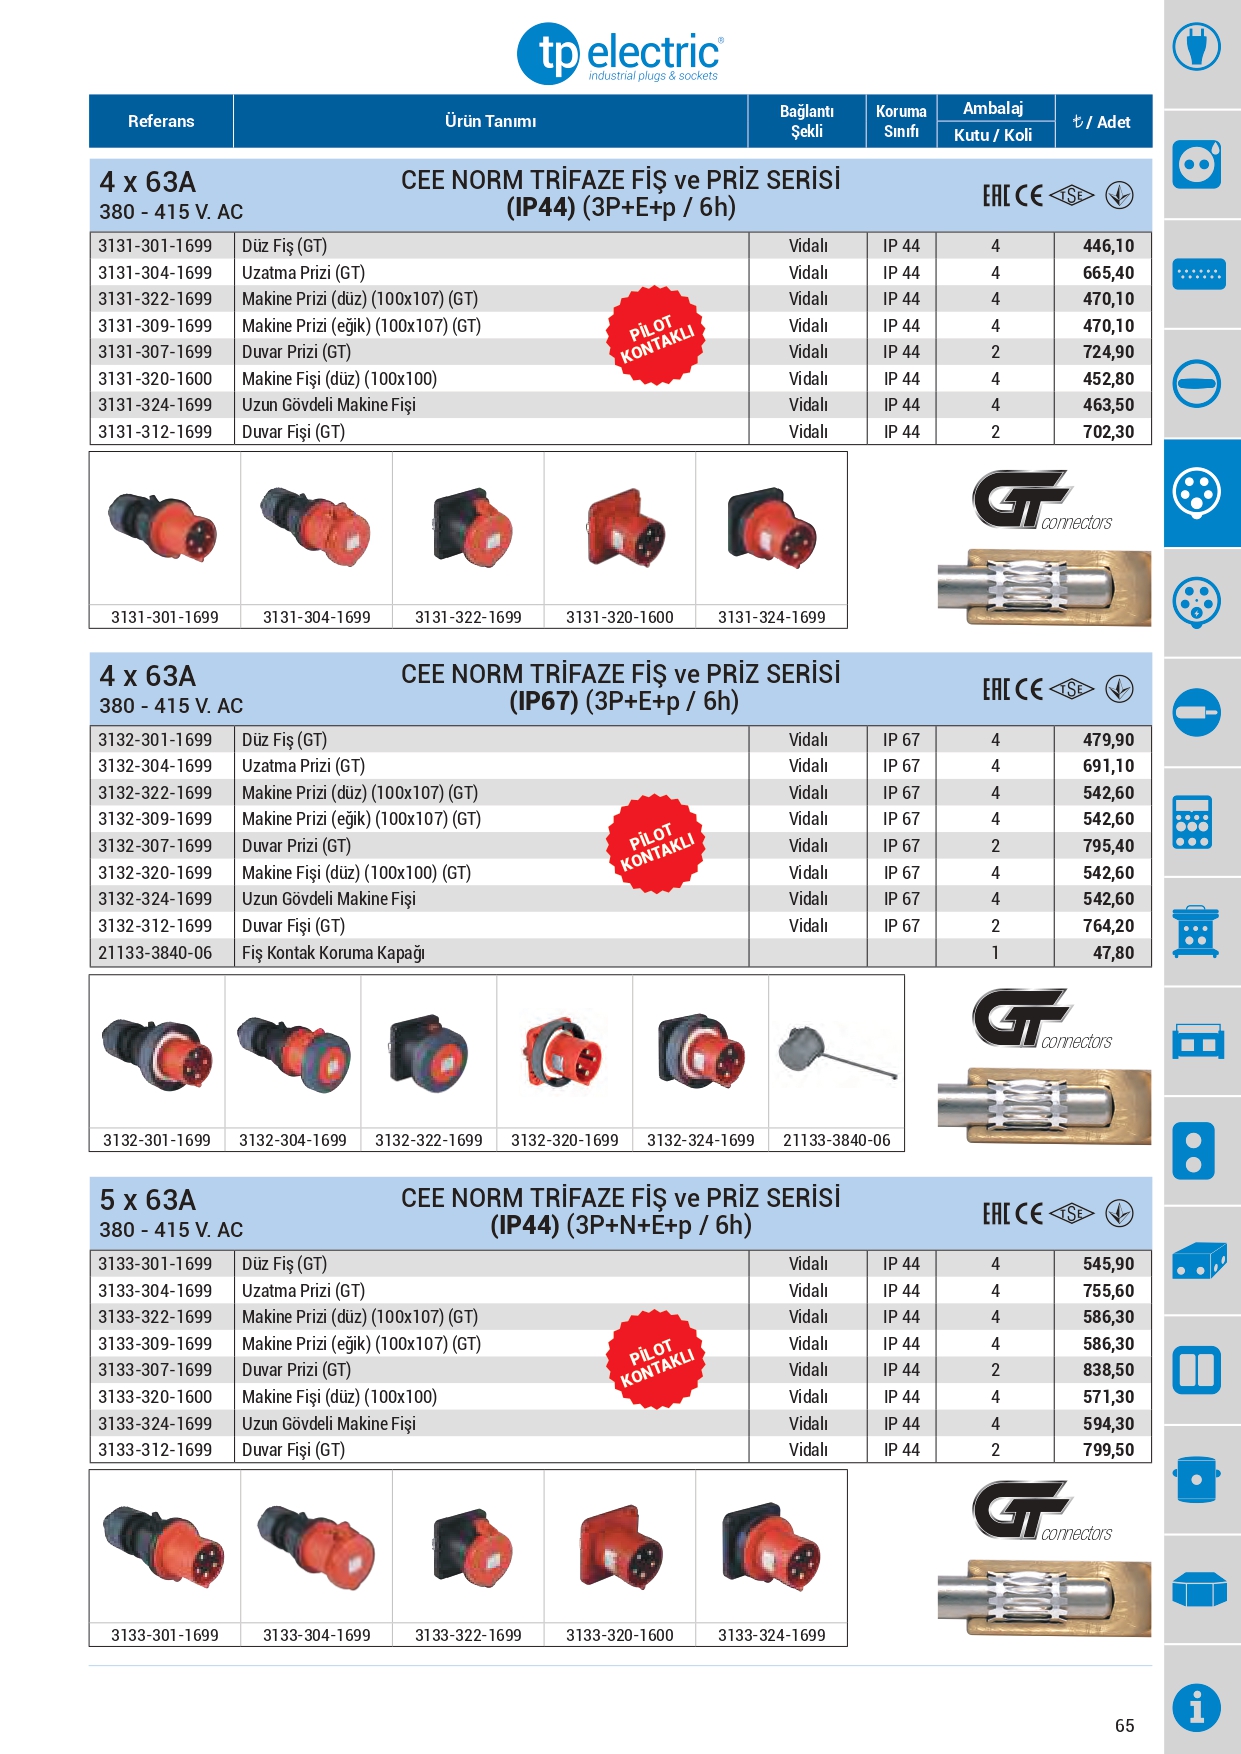 tp electric®
industrial plugs & sockets
Referans Ürün Tanımı Bağlantı Şekli Koruma Sınıfı Ambalaj Kutu / Koli ₺ / Adet
4 x 63A CEE NORM TRİFAZE FİŞ ve PRİZ SERİSİ
380 - 415 V. AC (IP44) (3P+E+p / 6h) EAC CE TSE
3131-301-1699 Düz Fiş (GT) Vidalı IP 44 4 446,10
3131-304-1699 Uzatma Prizi (GT) Vidalı IP 44 4 665,40
3131-322-1699 Makine Prizi (düz) (100x107) (GT) Vidalı IP 44 4 470,10
3131-309-1699 Makine Prizi (eğik) (100x107) (GT) Vidalı IP 44 4 470,10
3131-307-1699 Duvar Prizi (GT) Vidalı IP 44 2 724,90
3131-320-1600 Makine Fişi (düz) (100x100) Vidalı IP 44 4 452,80
3131-324-1699 Uzun Gövdeli Makine Fişi Vidalı IP 44 4 463,50
3131-312-1699 Duvar Fişi (GT) Vidalı IP 44 2 702,30
PİLOT
KONTAKLI
GT connectors
3131-301-1699 3131-304-1699 3131-322-1699 3131-320-1600 3131-324-1699
4 x 63A CEE NORM TRİFAZE FİŞ ve PRİZ SERİSİ
380 - 415 V. AC (IP67) (3P+E+p / 6h) EAC CE TSE
3132-301-1699 Düz Fiş (GT) Vidalı IP 67 4 479,90
3132-304-1699 Uzatma Prizi (GT) Vidalı IP 67 4 691,10
3132-322-1699 Makine Prizi (düz) (100x107) (GT) Vidalı IP 67 4 542,60
3132-309-1699 Makine Prizi (eğik) (100x107) (GT) Vidalı IP 67 4 542,60
3132-307-1699 Duvar Prizi (GT) Vidalı IP 67 2 795,40
3132-320-1699 Makine Fişi (düz) (100x100) (GT) Vidalı IP 67 4 542,60
3132-324-1699 Uzun Gövdeli Makine Fişi Vidalı IP 67 4 542,60
3132-312-1699 Duvar Fişi (GT) Vidalı IP 67 2 764,20
21133-3840-06 Fiş Kontak Koruma Kapağı 1 47,80
PİLOT
KONTAKLI
GT connectors
3132-301-1699 3132-304-1699 3132-322-1699 3132-320-1699 3132-324-1699 21133-3840-06
5 x 63A CEE NORM TRİFAZE FİŞ ve PRİZ SERİSİ
380 - 415 V. AC (IP44) (3P+N+E+p / 6h) EAC CE TSE
3133-301-1699 Düz Fiş (GT) Vidalı IP 44 4 545,90
3133-304-1699 Uzatma Prizi (GT) Vidalı IP 44 4 755,60
3133-322-1699 Makine Prizi (düz) (100x107) (GT) Vidalı IP 44 4 586,30
3133-309-1699 Makine Prizi (eğik) (100x107) (GT) Vidalı IP 44 4 586,30
3133-307-1699 Duvar Prizi (GT) Vidalı IP 44 2 838,50
3133-320-1600 Makine Fişi (düz) (100x100) Vidalı IP 44 4 571,30
3133-324-1699 Uzun Gövdeli Makine Fişi Vidalı IP 44 4 594,30
3133-312-1699 Duvar Fişi (GT) Vidalı IP 44 2 799,50
PİLOT
KONTAKLI
GT connectors
3133-301-1699 3133-304-1699 3133-322-1699 3133-320-1600 3133-324-1699
65